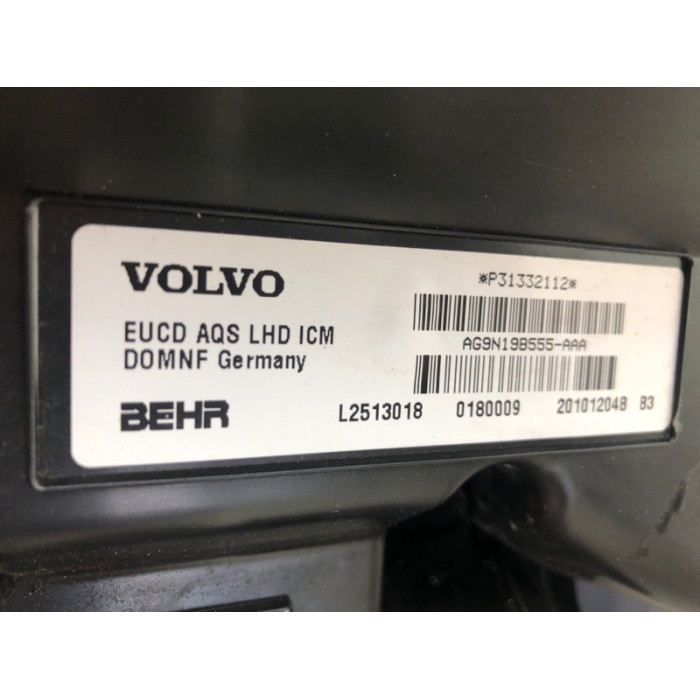 VOLVO
EUCD AQS LHD ICM
DOMNF Germany
BEHR
*P31332112*
AG9N19B555-AAA
L2513018 0180009 20101204B B3